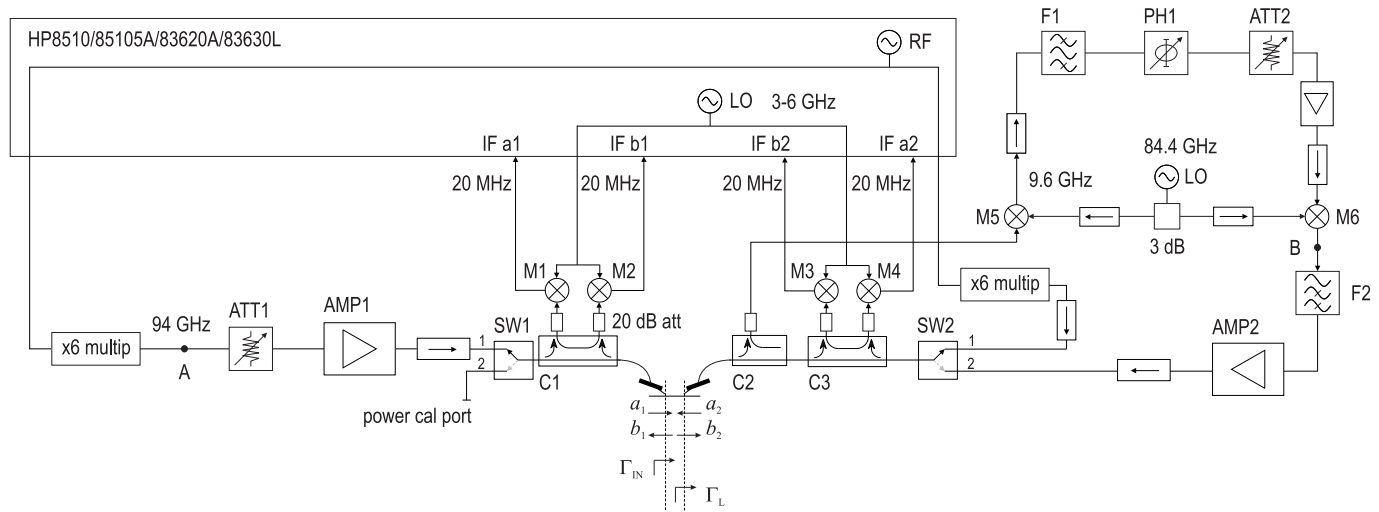 F1
PH1
ATT2
HP8510/85105A/83620A/83630L
RF
LO
3-6 GHz
IF a1
IF b1
IF b2
IF a2
84.4 GHz
LO
20 MHz
20 MHz
20 MHz
20 MHz
9.6 GHz
M5
M6
3 dB
B
M1
M2
M3
M4
x6 multip
F2
ATT1
AMP1
94 GHz
20 dB att
SW1
SW2
AMP2
x6 multip
A
1
2
C1
C2
C3
1
2
power cal port
a1
a2
b1
b2
ΓIN
ΓL